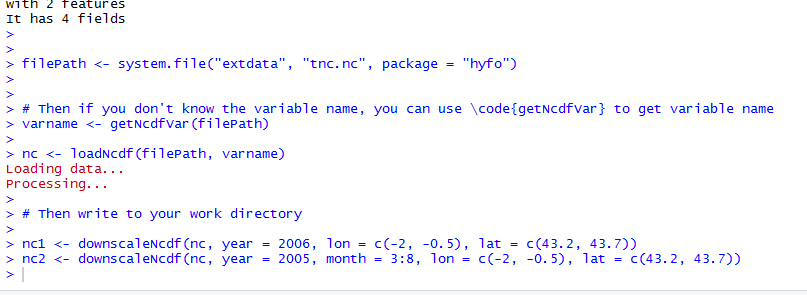 with 2 features
It has 4 fields
>
>
> filePath <- system.file("extdata", "tnc.nc", package = "hyfo")
>
>
> # Then if you don't know the variable name, you can use \code{getNcdfVar} to get variable name
> varname <- getNcdfVar(filePath)
>
> nc <- loadNcdf(filePath, varname)
Loading data...
Processing...
>
> # Then write to your work directory
>
> nc1 <- downscaleNcdf(nc, year = 2006, lon = c(-2, -0.5), lat = c(43.2, 43.7))
> nc2 <- downscaleNcdf(nc, year = 2005, month = 3:8, lon = c(-2, -0.5), lat = c(43.2, 43.7))
>